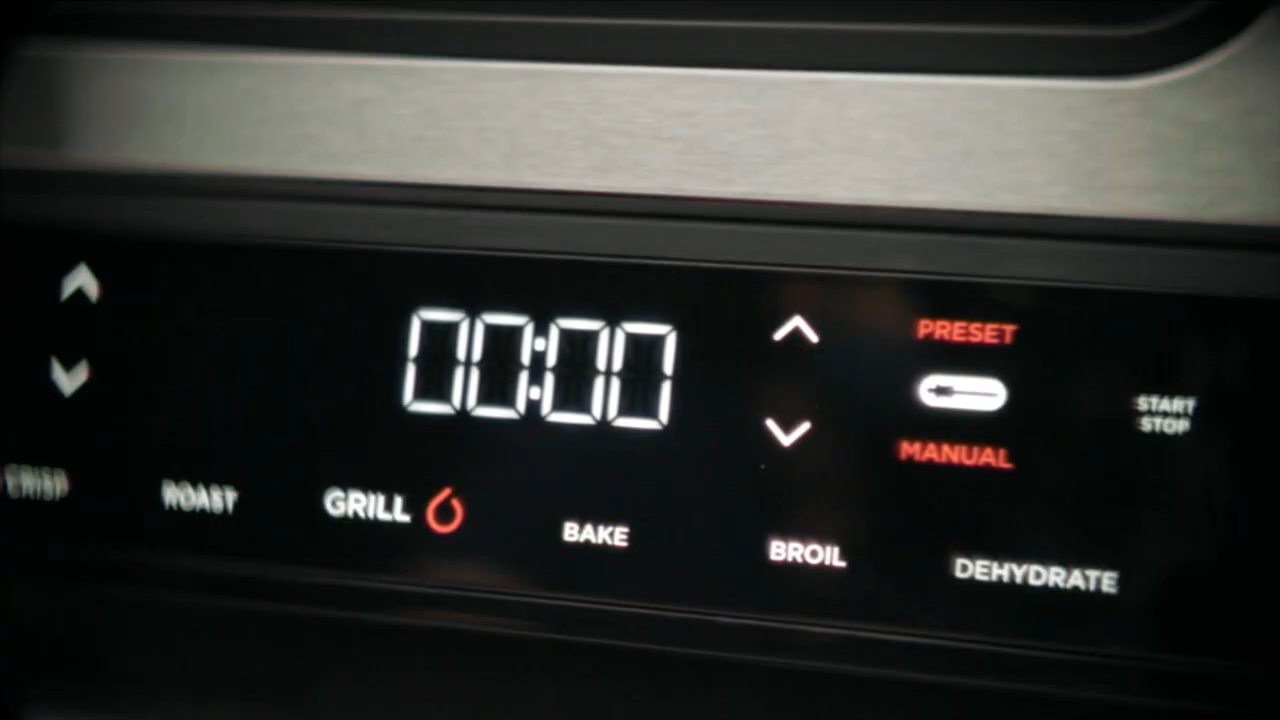 00:00
PRESET
MANUAL
START
STOP
CRISP
ROAST
GRILL
BAKE
BROIL
DEHYDRATE